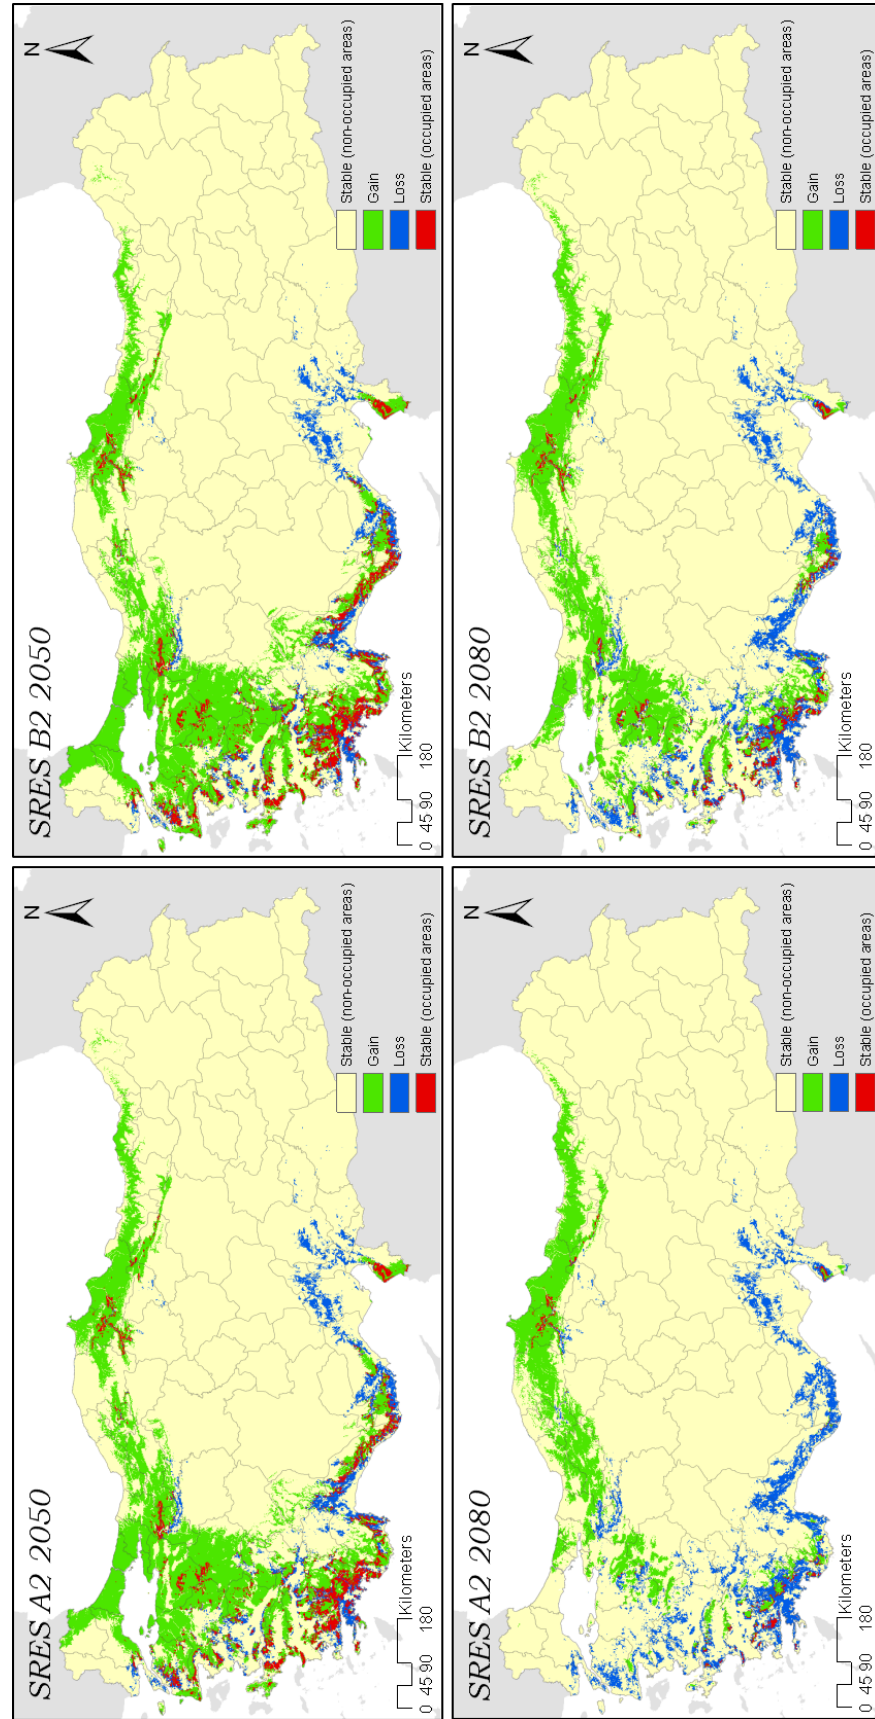 SRES A2 2050
N
Stable (non-occupied areas)
Gain
Loss
Stable (occupied areas)
0 45 90 180
Kilometers
SRES B2 2050
N
Stable (non-occupied areas)
Gain
Loss
Stable (occupied areas)
0 45 90 180
Kilometers
SRES A2 2080
N
Stable (non-occupied areas)
Gain
Loss
Stable (occupied areas)
0 45 90 180
Kilometers
SRES B2 2080
N
Stable (non-occupied areas)
Gain
Loss
Stable (occupied areas)
0 45 90 180
Kilometers